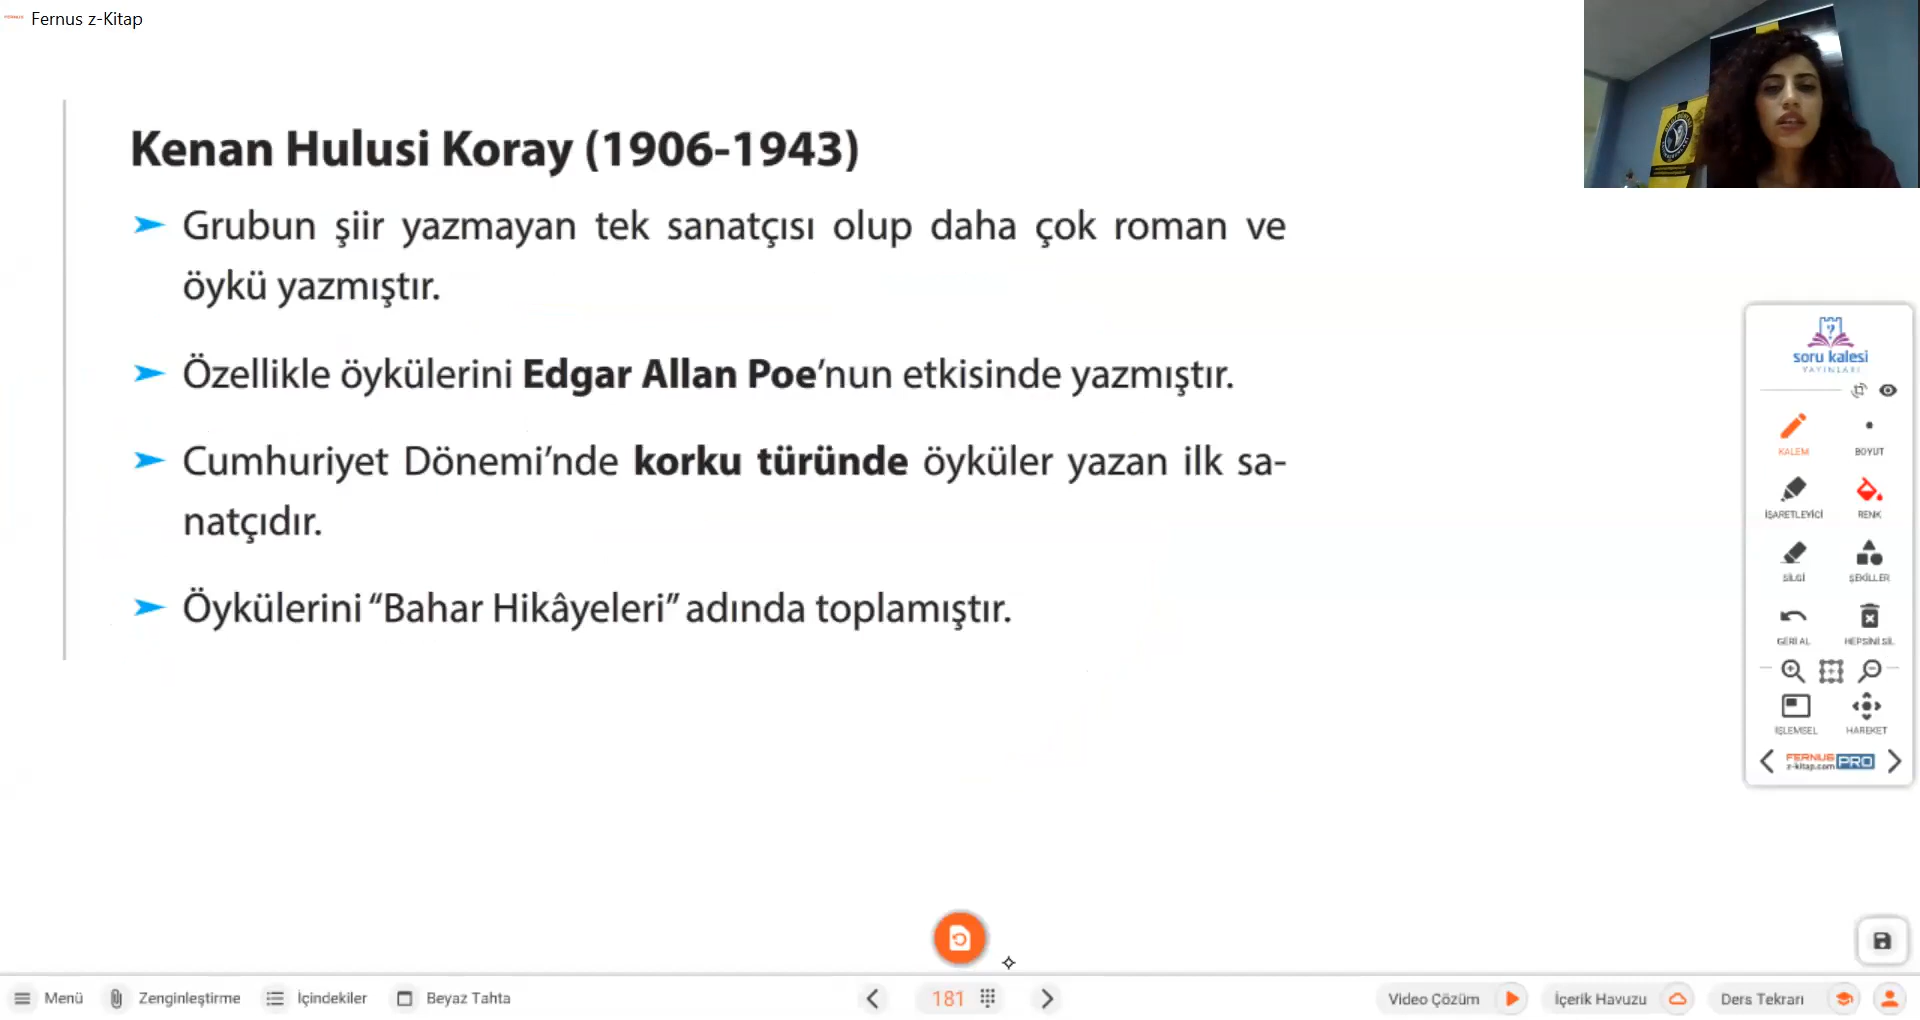 Fernus z-Kitap
Kenan Hulusi Koray (1906-1943)
Grubun şiir yazmayan tek sanatçısı olup daha çok roman ve
öykü yazmıştır.
Özellikle öykülerini Edgar Allan Poe’nun etkisinde yazmıştır.
Cumhuriyet Dönemi’nde korku türünde öyküler yazan ilk sa-
natçıdır.
Öykülerini “Bahar Hikâyeleri” adında toplamıştır.
soru kalesi
YAYINLARI
KALEM
BOYUT
İŞARETLEYİCİ
RENK
SİLGİ
ŞEKİLLER
GERİ AL
HEPSİNİ SİL
İŞLEMSEL
HAREKET
FERNUS
z-kitap.com PRO
Menü
Zenginleştirme
İçindekiler
Beyaz Tahta
181
Video Çözüm
İçerik Havuzu
Ders Tekrarı